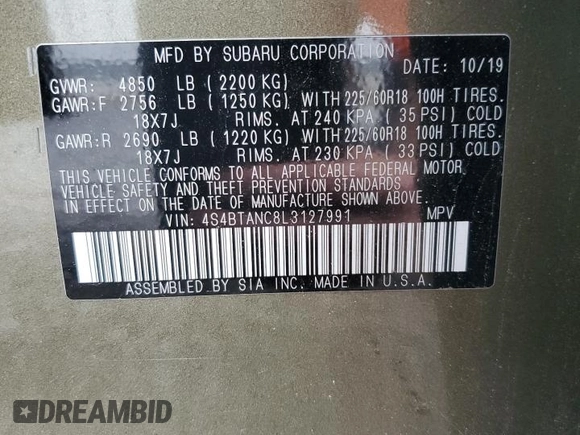 MFD BY SUBARU CORPORATION DATE: 10/19
GVWR: 4850 LB (2200 KG)
GAWR:F 2756 LB (1250 KG) WITH 225/60R18 100H TIRES.
18X7J RIMS. AT 240 KPA (35 PSI) COLD
GAWR:R 2690 LB (1220 KG) WITH 225/60R18 100H TIRES.
18X7J RIMS. AT 230 KPA (33 PSI) COLD
THIS VEHICLE CONFORMS TO ALL APPLICABLE FEDERAL MOTOR
VEHICLE SAFETY AND THEFT PREVENTION STANDARDS IN
EFFECT ON THE DATE OF MANUFACTURE SHOWN ABOVE.
VIN: 4S4BTANC8L3127991 MPV
ASSEMBLED BY SIA INC. MADE IN U.S.A.
DREAMBID